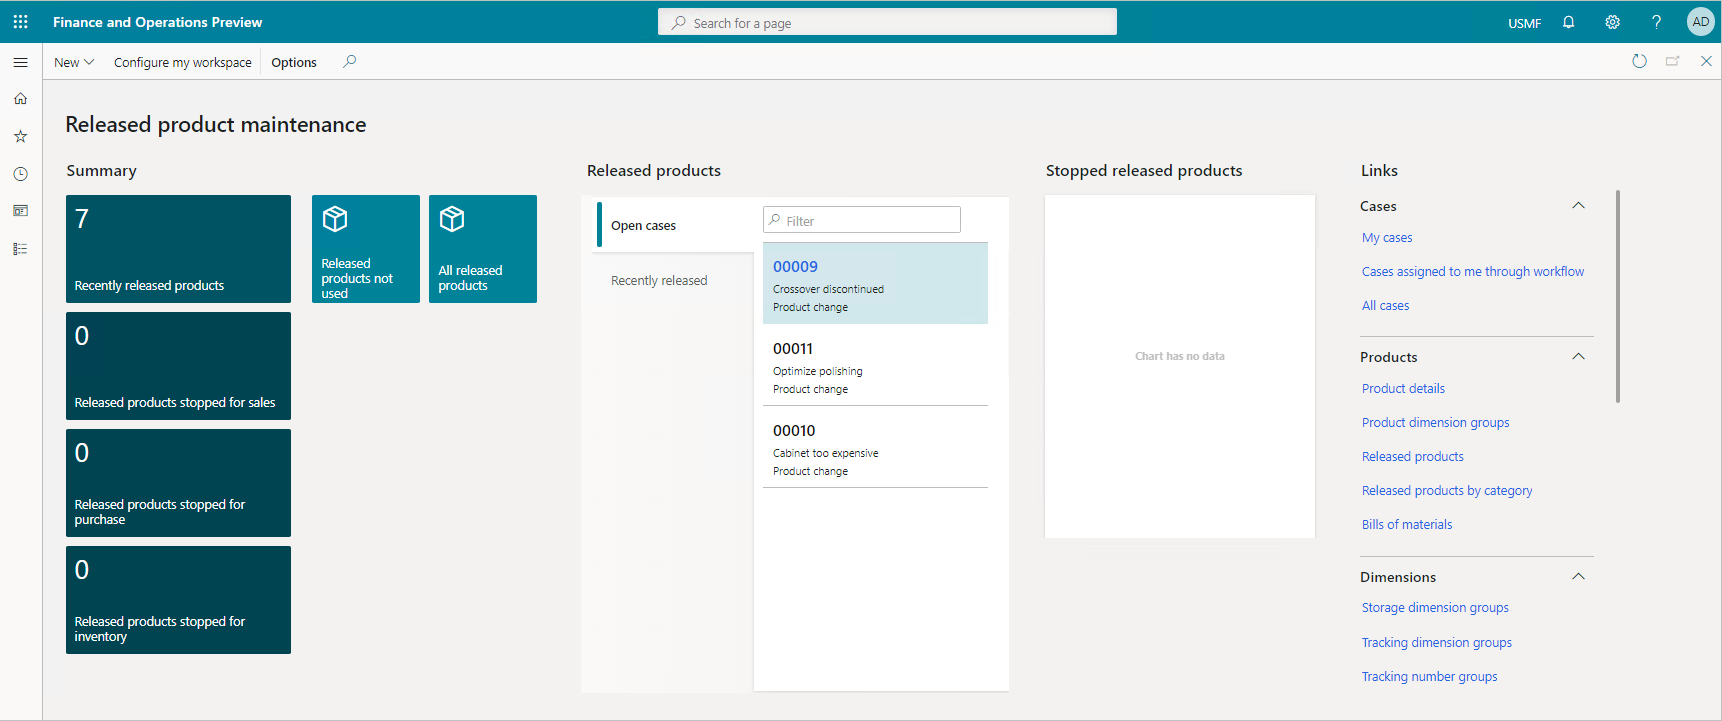 Finance and Operations Preview
Search for a page
USMF
?
AD
New
Configure my workspace
Options
Released product maintenance
Summary
7
Recently released products
Released
products not
used
All released
products
0
Released products stopped for sales
0
Released products stopped for
purchase
0
Released products stopped for
inventory
Released products
Open cases
Recently released
Filter
00009
Crossover discontinued
Product change
00011
Optimize polishing
Product change
00010
Cabinet too expensive
Product change
Stopped released products
Chart has no data
Links
Cases
My cases
Cases assigned to me through workflow
All cases
Products
Product details
Product dimension groups
Released products
Released products by category
Bills of materials
Dimensions
Storage dimension groups
Tracking dimension groups
Tracking number groups